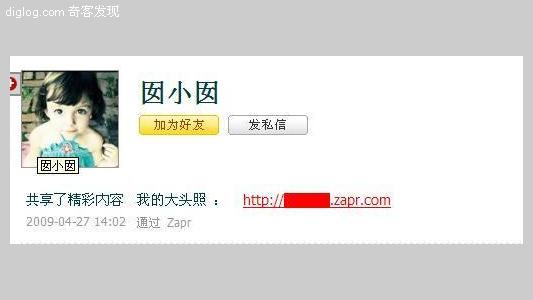 diglog.com 奇客发现
囡小囡
加为好友 发私信
囡小囡
共享了精彩内容 我的大头照 : http://
.zapr.com
2009-04-27 14:02 通过 Zapr